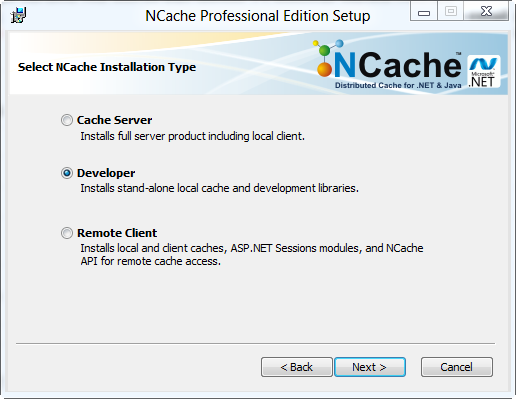 NCache Professional Edition Setup
Select NCache Installation Type
NCache™
Distributed Cache for .NET & Java
Microsoft
.NET
Cache Server
Installs full server product including local client.
Developer
Installs stand-alone local cache and development libraries.
Remote Client
Installs local and client caches, ASP.NET Sessions modules, and NCache
API for remote cache access.
< Back Next > Cancel